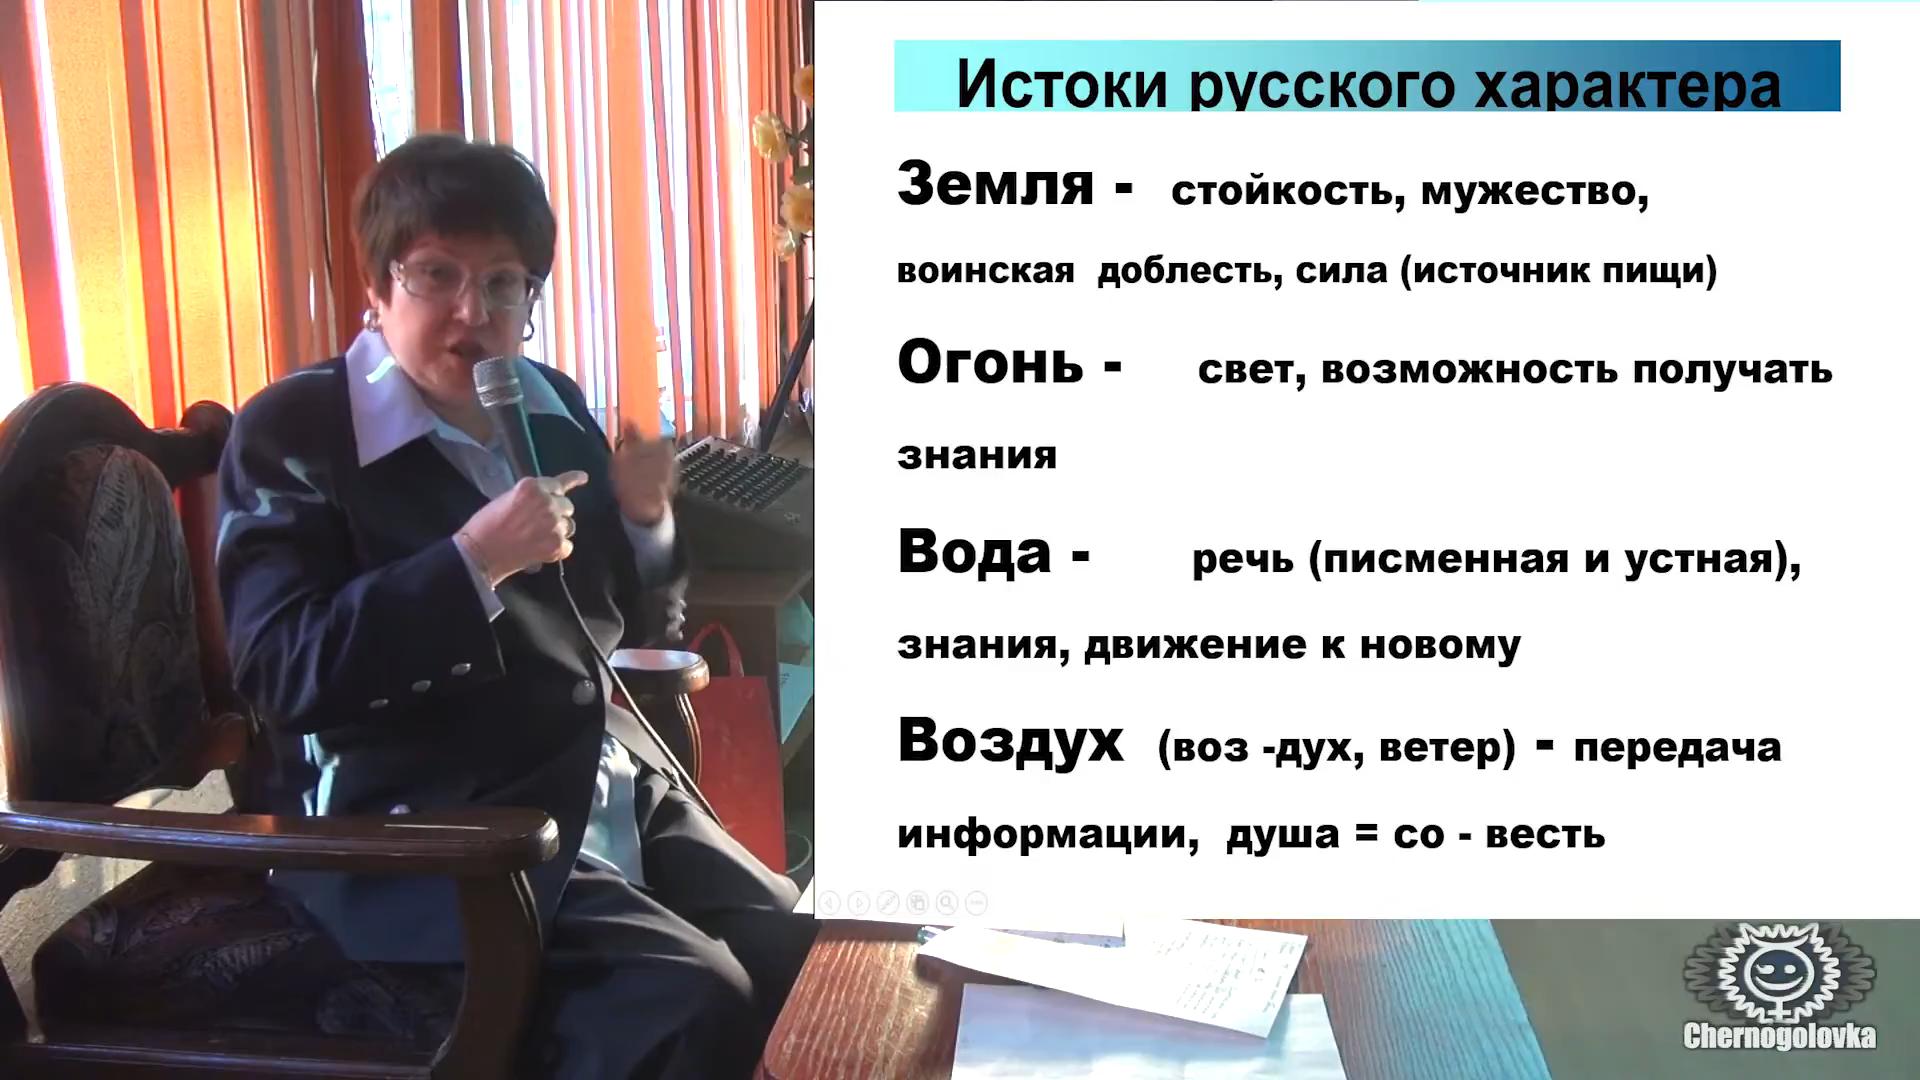 Истоки русского характера
Земля - стойкость, мужество,
воинская доблесть, сила (источник пищи)
Огонь - свет, возможность получать
знания
Вода - речь (писменная и устная),
знания, движение к новому
Воздух (воз -дух, ветер) - передача
информации, душа = со - весть
Chernogolovka